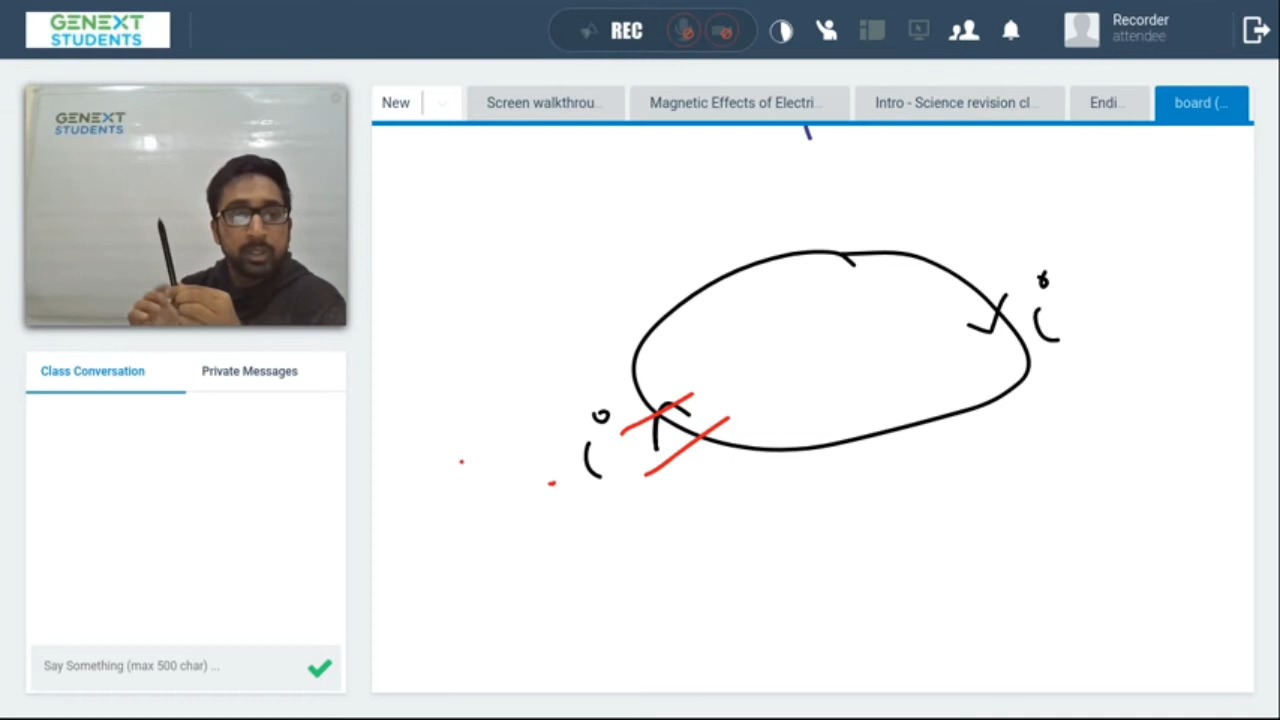 GENEXT
STUDENTS
REC
Recorder
attendee
GENEXT
STUDENTS
New
Screen walkthrou...
Magnetic Effects of Electri...
Intro - Science revision cl...
Endi...
board (...
Class Conversation
Private Messages
i
i
Say Something (max 500 char) ...